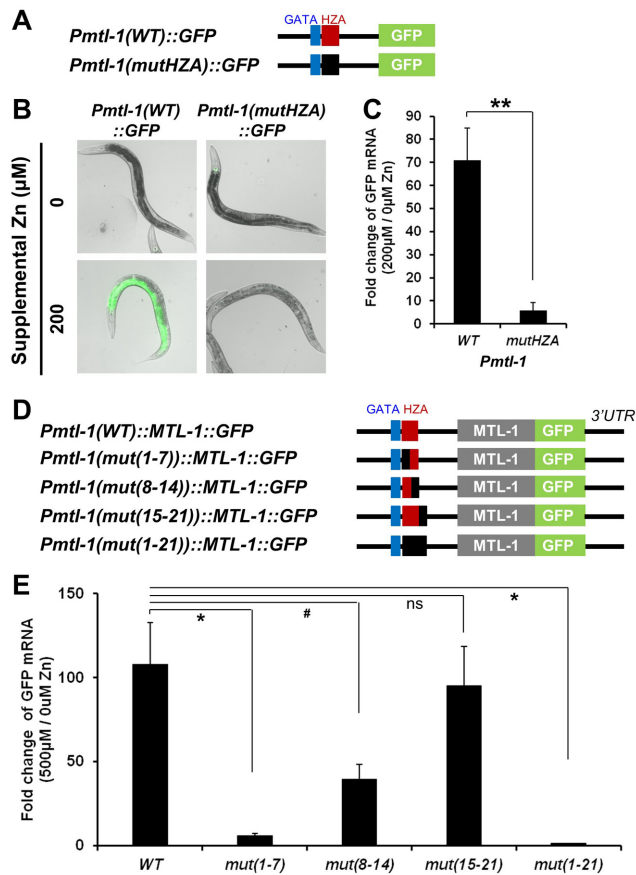 A
GATA HZA
Pmtl-1(WT)::GFP
GFP
Pmtl-1(mutHZA)::GFP
GFP
B
Pmtl-1(WT)
::GFP
Pmtl-1(mutHZA)
::GFP
Supplemental Zn (µM)
0
200
C
**
Fold change of GFP mRNA
(200µM / 0µM Zn)
90
80
70
60
50
40
30
20
10
0
WT
mutHZA
Pmtl-1
D
GATA HZA
3'UTR
Pmtl-1(WT)::MTL-1::GFP
MTL-1 GFP
Pmtl-1(mut(1-7))::MTL-1::GFP
MTL-1 GFP
Pmtl-1(mut(8-14))::MTL-1::GFP
MTL-1 GFP
Pmtl-1(mut(15-21))::MTL-1::GFP
MTL-1 GFP
Pmtl-1(mut(1-21))::MTL-1::GFP
MTL-1 GFP
E
Fold change of GFP mRNA
(500µM / 0uM Zn)
150
100
50
0
*
#
ns
*
WT
mut(1-7)
mut(8-14)
mut(15-21)
mut(1-21)